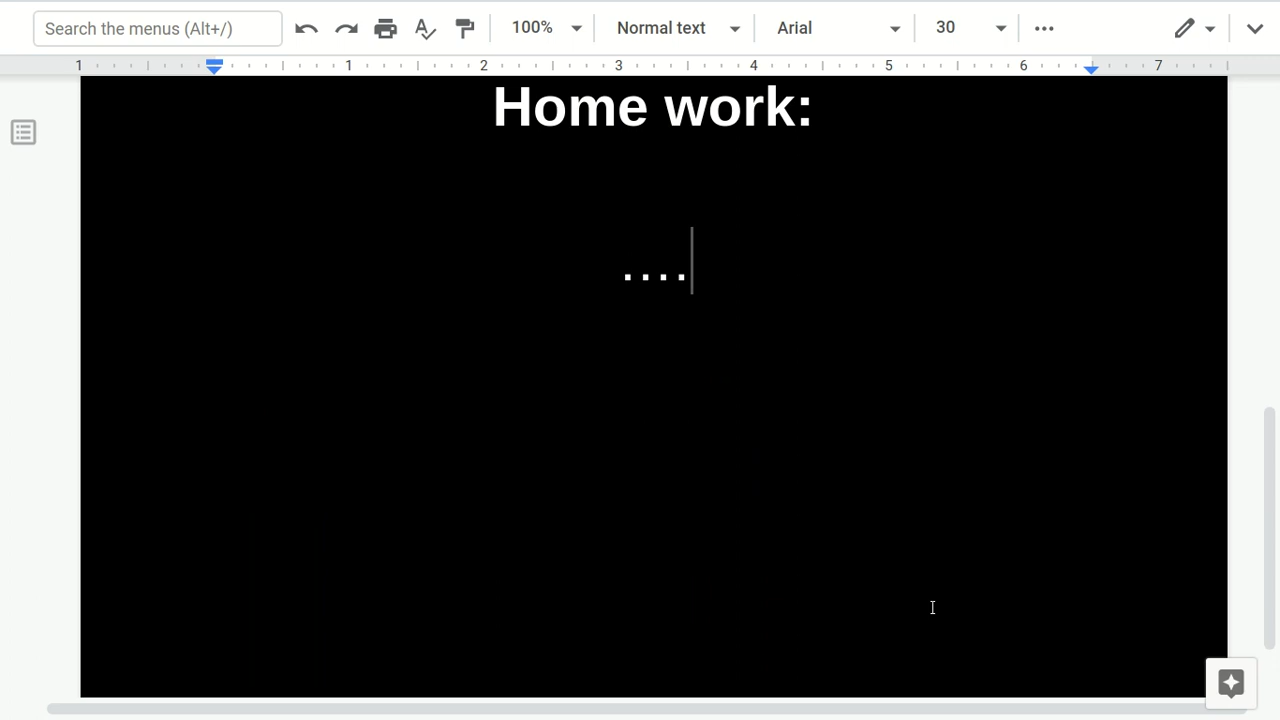 Search the menus (Alt+/)
100%
Normal text
Arial
30
1 1 2 3 4 5 6 7
Home work:
....